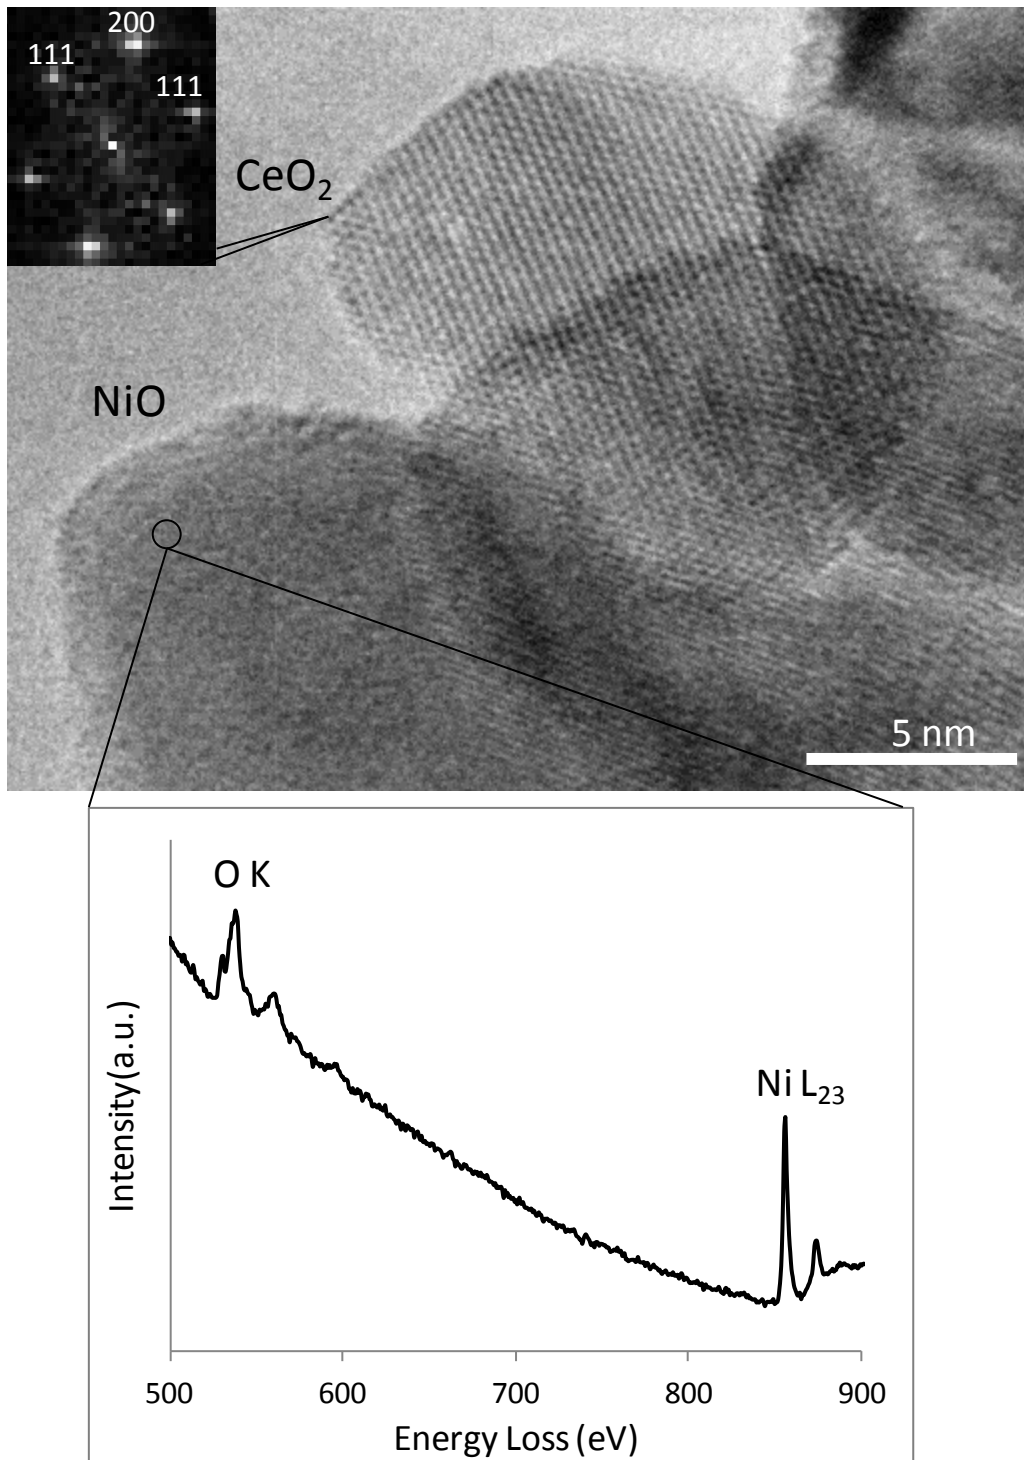 200
111
111
CeO₂
NiO
5 nm
O K
Ni L₂₃
Intensity(a.u.)
500
600
700
800
900
Energy Loss (eV)